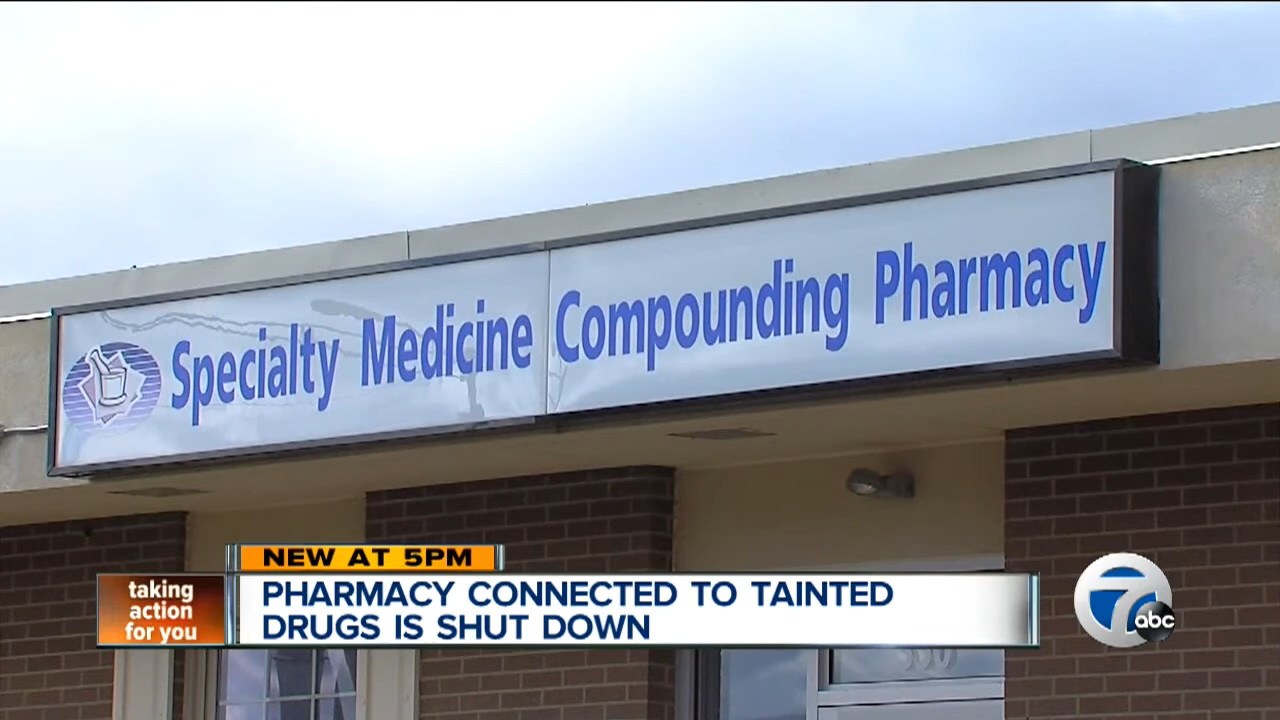 Specialty Medicine Compounding Pharmacy
NEW AT 5PM
taking
action
for you
PHARMACY CONNECTED TO TAINTED
DRUGS IS SHUT DOWN
7
abc